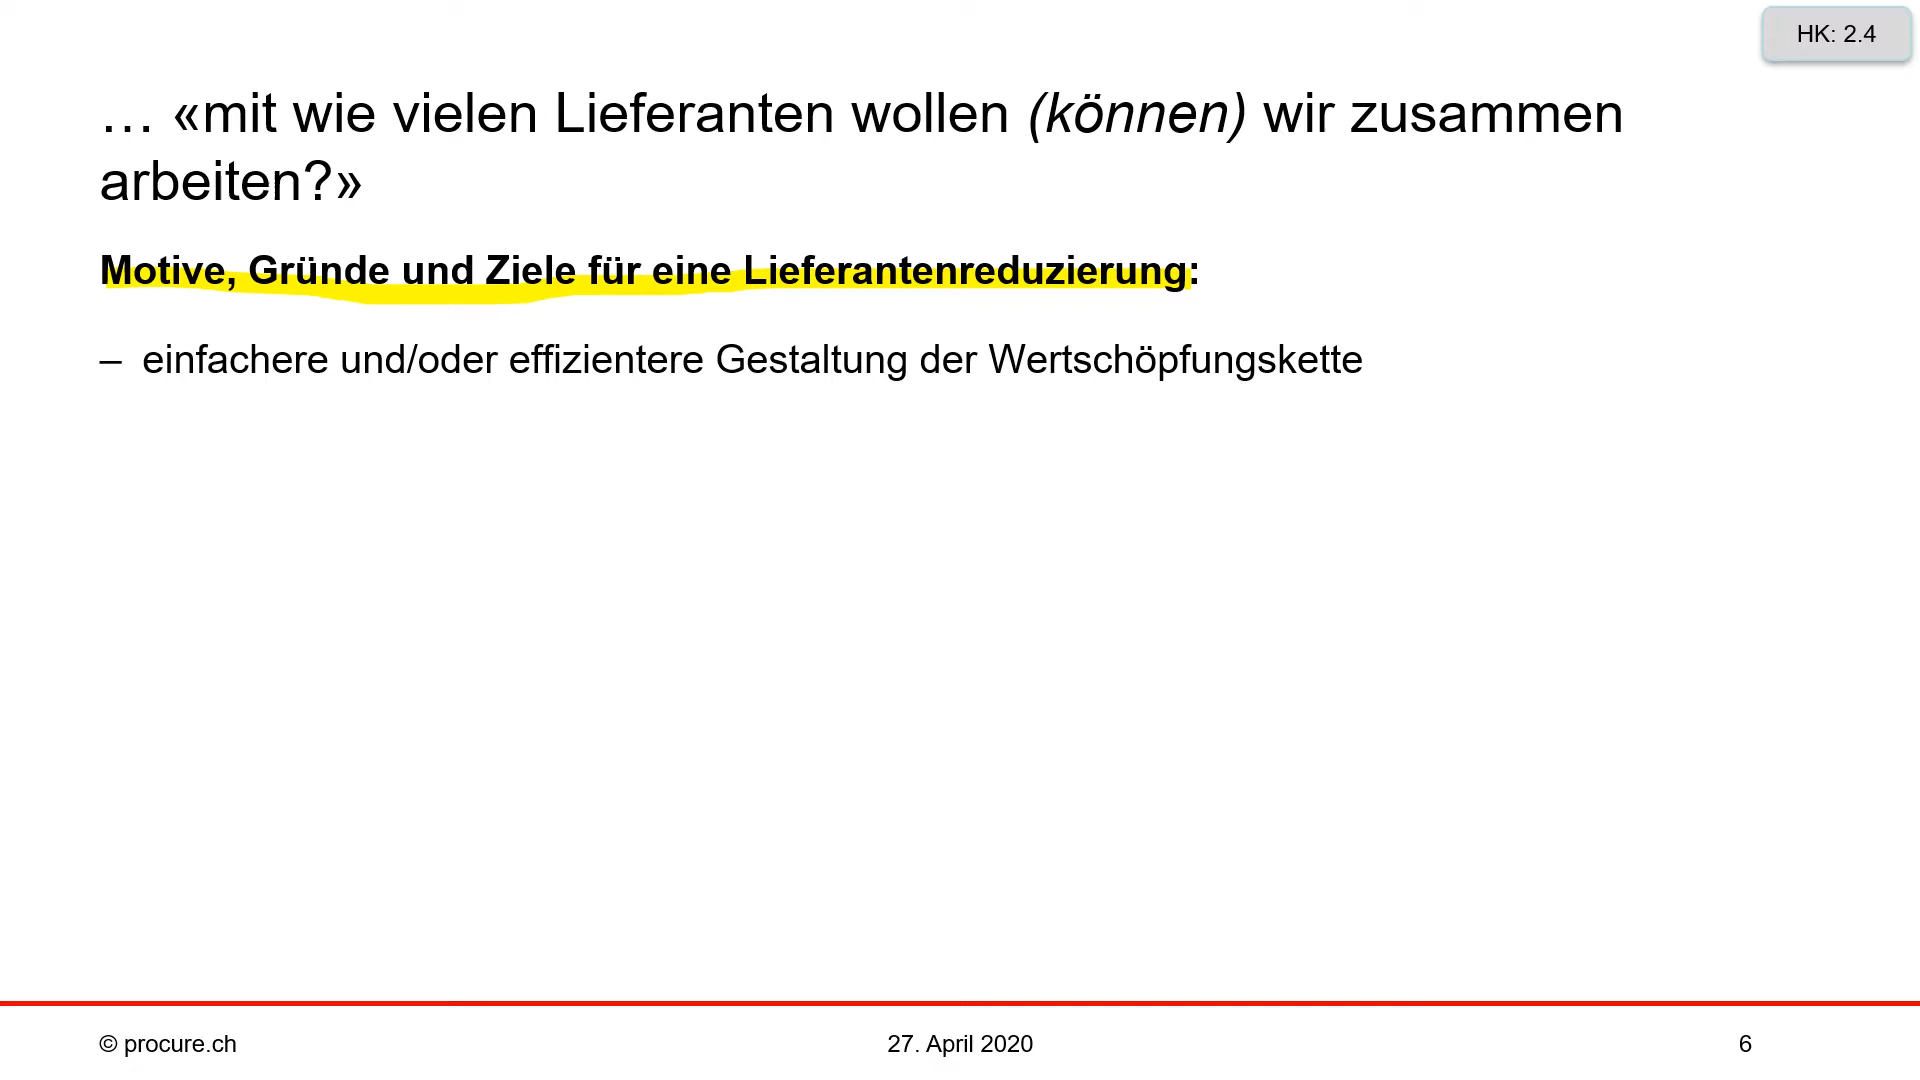 HK: 2.4
… «mit wie vielen Lieferanten wollen (können) wir zusammen
arbeiten?»
Motive, Gründe und Ziele für eine Lieferantenreduzierung:
– einfachere und/oder effizientere Gestaltung der Wertschöpfungskette
© procure.ch
27. April 2020
6